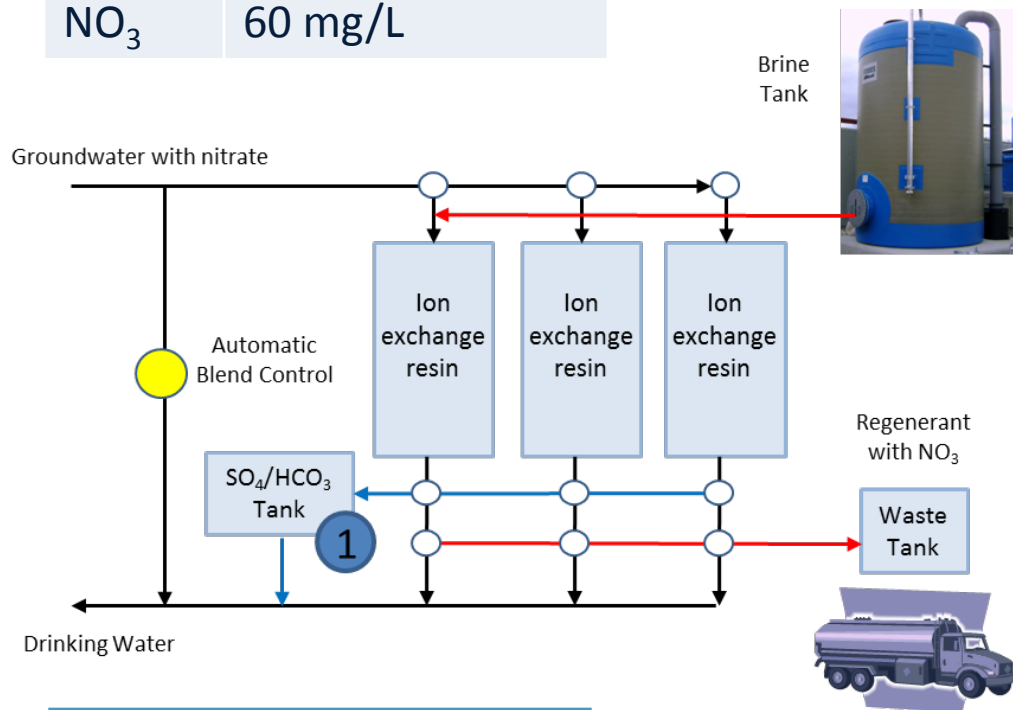 NO₃ 60 mg/L
Brine
Tank
Groundwater with nitrate
Ion
exchange
resin
Ion
exchange
resin
Ion
exchange
resin
Automatic
Blend Control
Regenerant
with NO₃
SO₄/HCO₃
Tank
1
Waste
Tank
Drinking Water